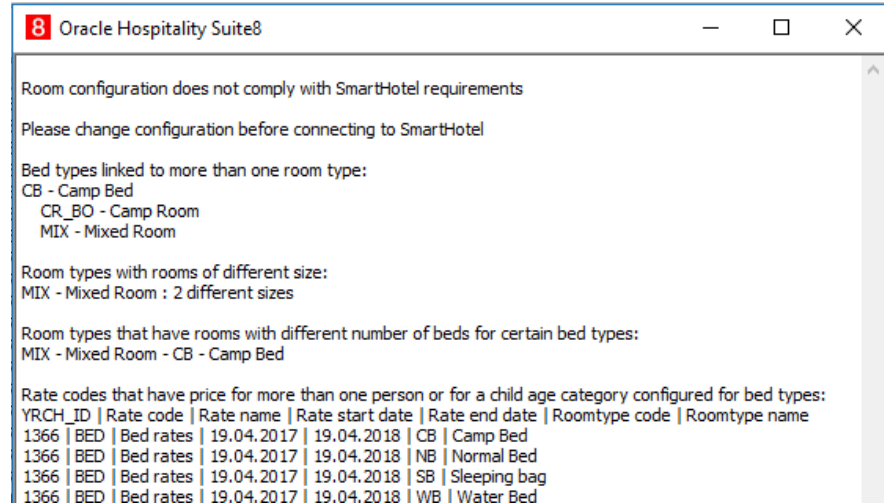 8 Oracle Hospitality Suite8
Room configuration does not comply with SmartHotel requirements
Please change configuration before connecting to SmartHotel
Bed types linked to more than one room type:
CB - Camp Bed
CR_BO - Camp Room
MIX - Mixed Room
Room types with rooms of different size:
MIX - Mixed Room : 2 different sizes
Room types that have rooms with different number of beds for certain bed types:
MIX - Mixed Room - CB - Camp Bed
Rate codes that have price for more than one person or for a child age category configured for bed types:
YRCH_ID | Rate code | Rate name | Rate start date | Rate end date | Roomtype code | Roomtype name
1366 | BED | Bed rates | 19.04.2017 | 19.04.2018 | CB | Camp Bed
1366 | BED | Bed rates | 19.04.2017 | 19.04.2018 | NB | Normal Bed
1366 | BED | Bed rates | 19.04.2017 | 19.04.2018 | SB | Sleeping bag
1366 | BED | Bed rates | 19.04.2017 | 19.04.2018 | WB | Water Bed